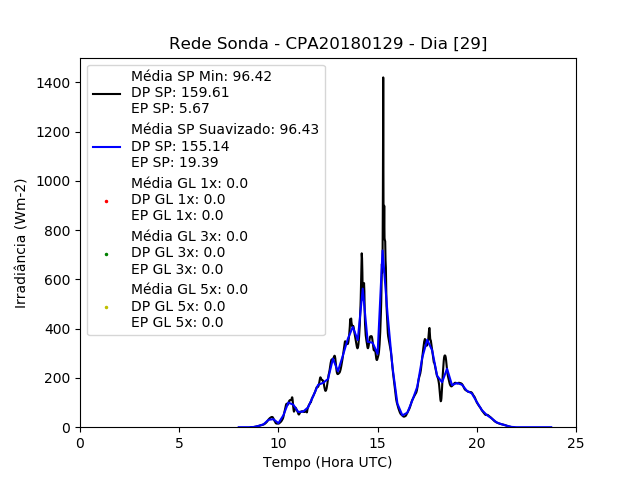 Rede Sonda - CPA20180129 - Dia [29]
Média SP Min: 96.42
DP SP: 159.61
EP SP: 5.67
Média SP Suavizado: 96.43
DP SP: 155.14
EP SP: 19.39
Média GL 1x: 0.0
DP GL 1x: 0.0
EP GL 1x: 0.0
Média GL 3x: 0.0
DP GL 3x: 0.0
EP GL 3x: 0.0
Média GL 5x: 0.0
DP GL 5x: 0.0
EP GL 5x: 0.0
Irradiância (Wm-2)
1400
1200
1000
800
600
400
200
0
0 5 10 15 20 25
Tempo (Hora UTC)